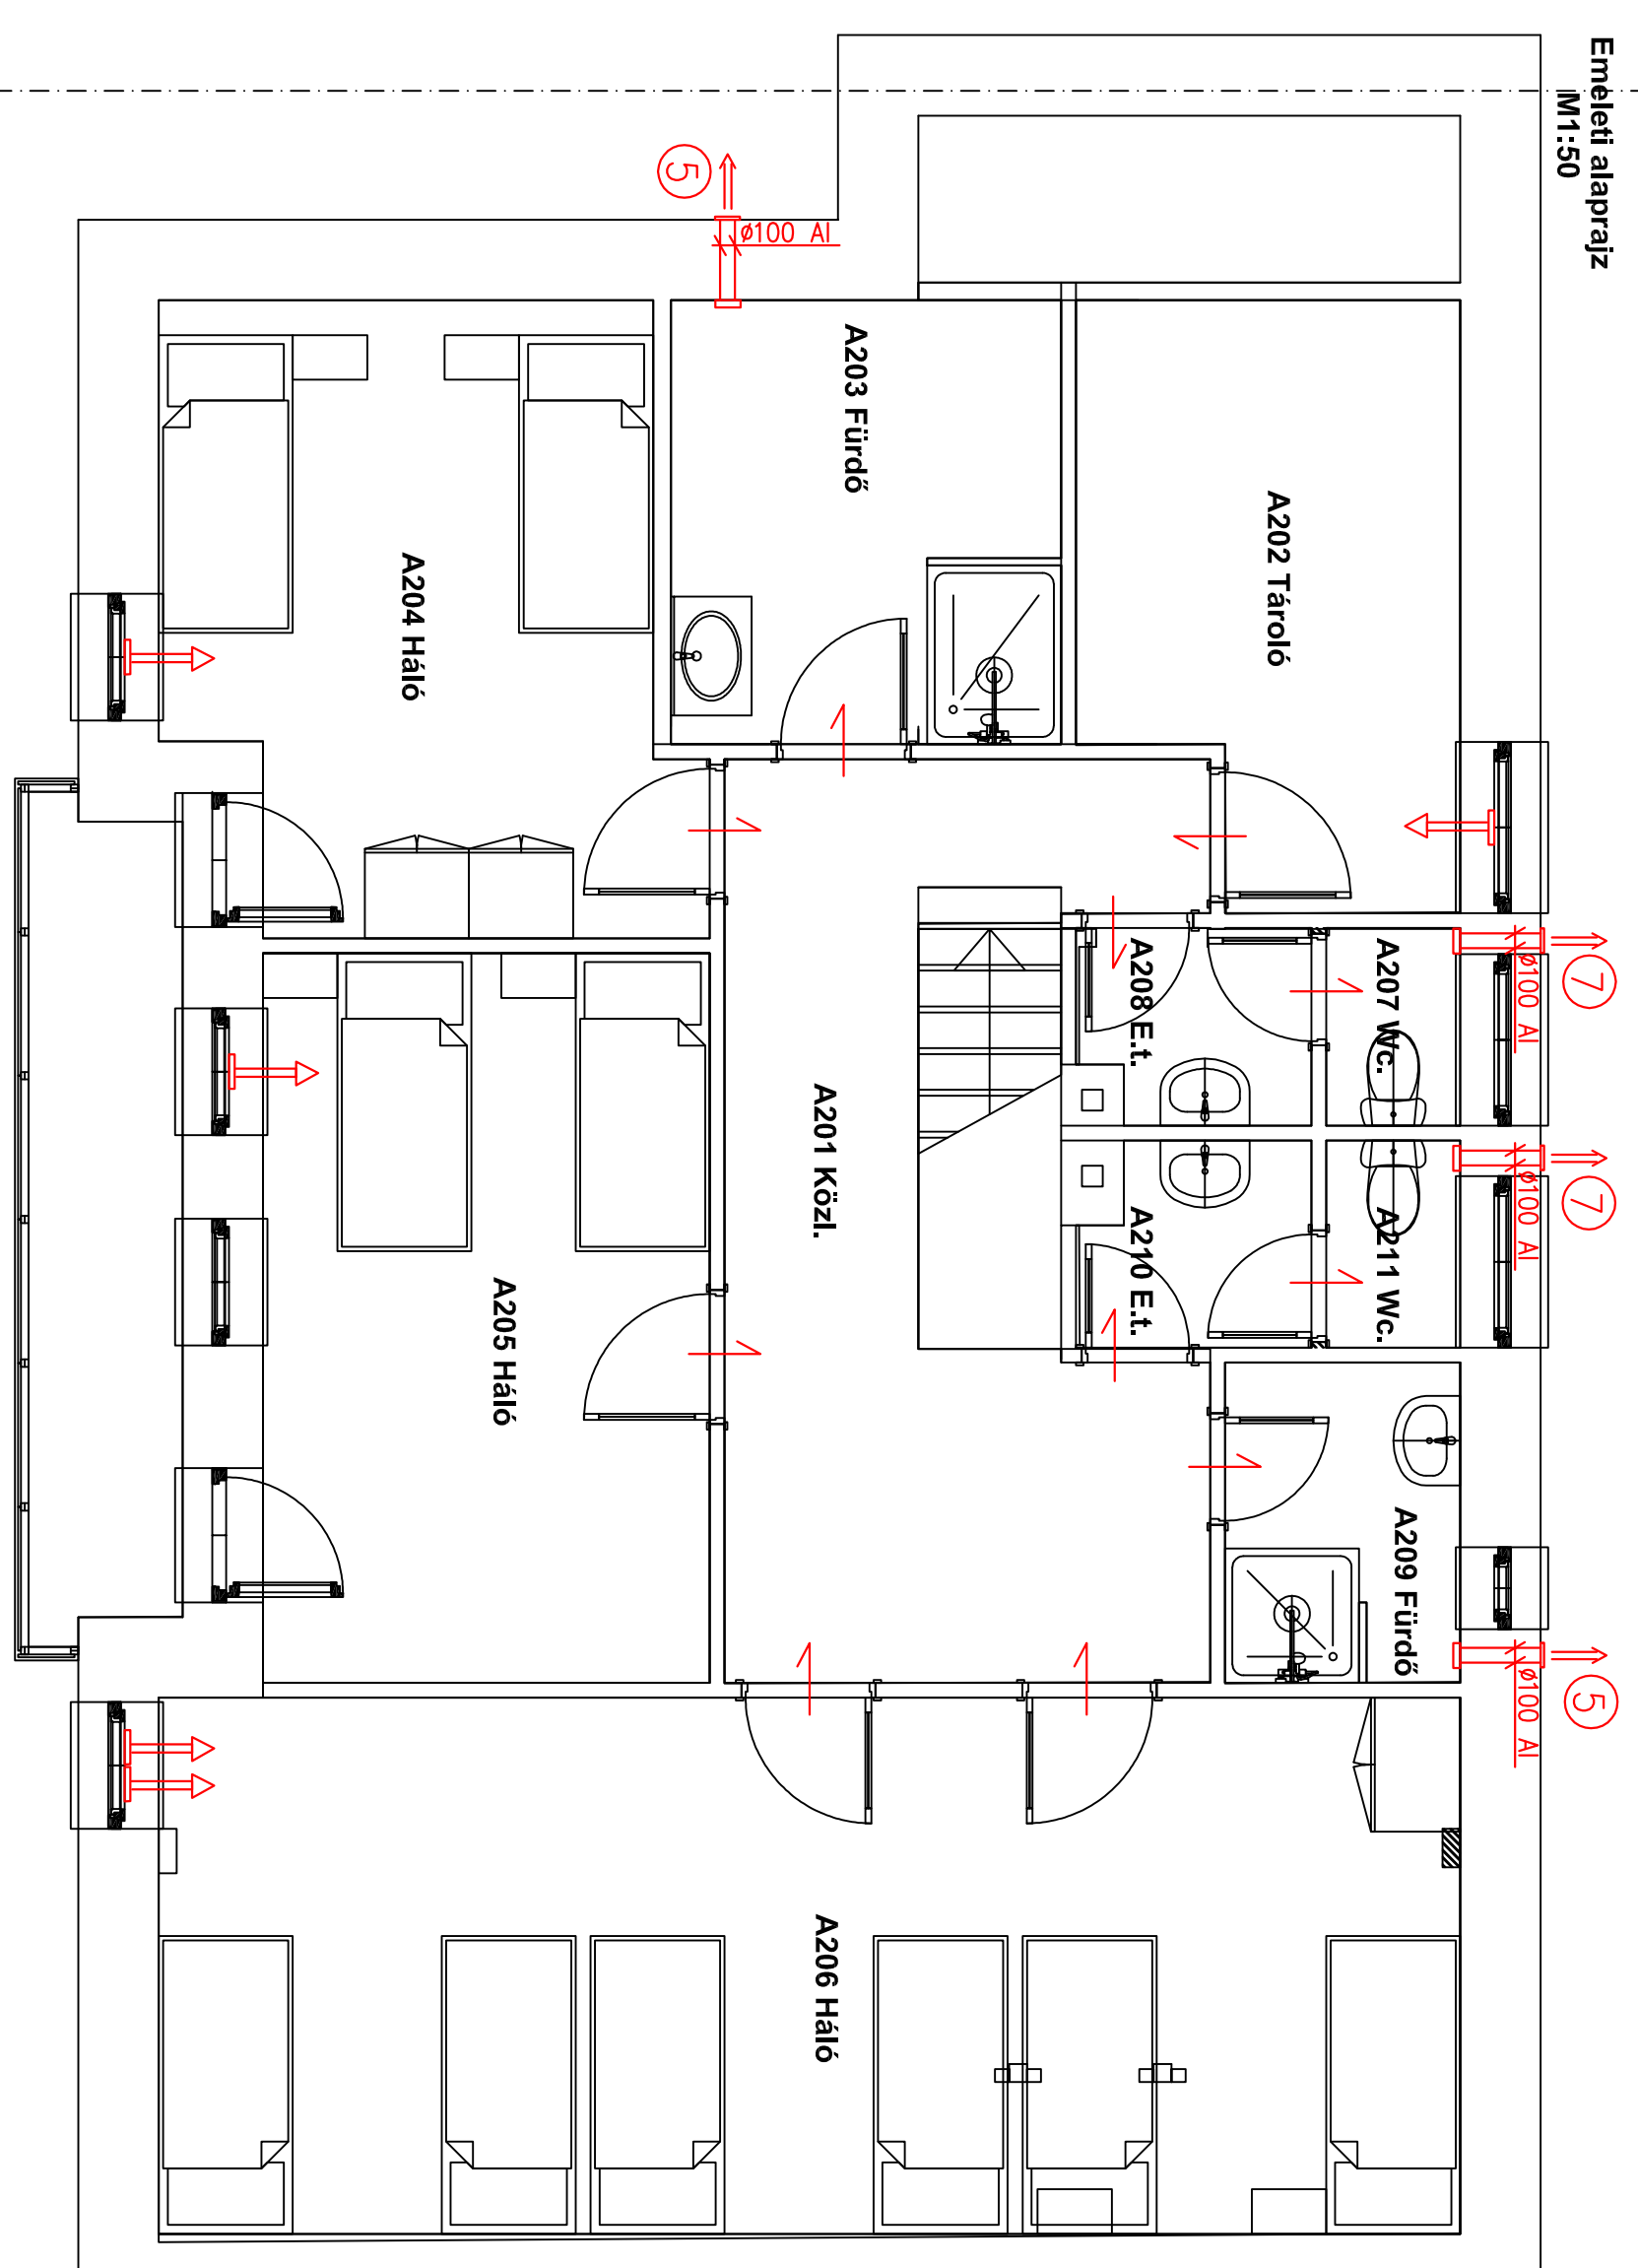 Emeleti alaprajz
M1:50
5
ø100 Al
A203 Fürdő
A202 Tároló
A204 Háló
A207 Wc.
7
ø100 Al
A208 E.t.
A201 Közl.
7
ø100 Al
A211 Wc.
A210 E.t.
A205 Háló
A209 Fürdő
5
ø100 Al
A206 Háló